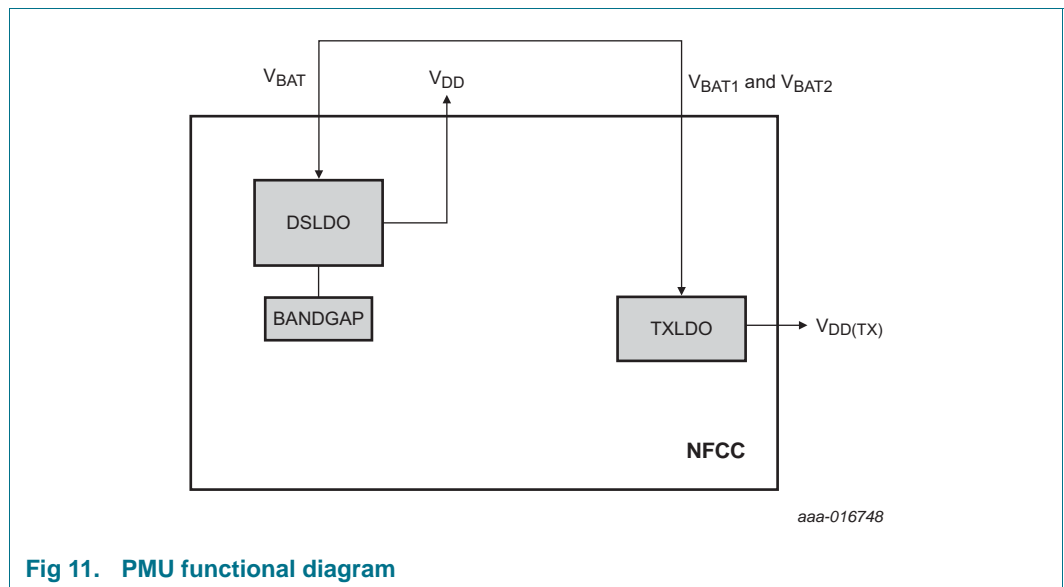 VBAT
VDD
VBAT1 and VBAT2
DSLDO
BANDGAP
TXLDO
VDD(TX)
NFCC
aaa-016748
Fig 11. PMU functional diagram